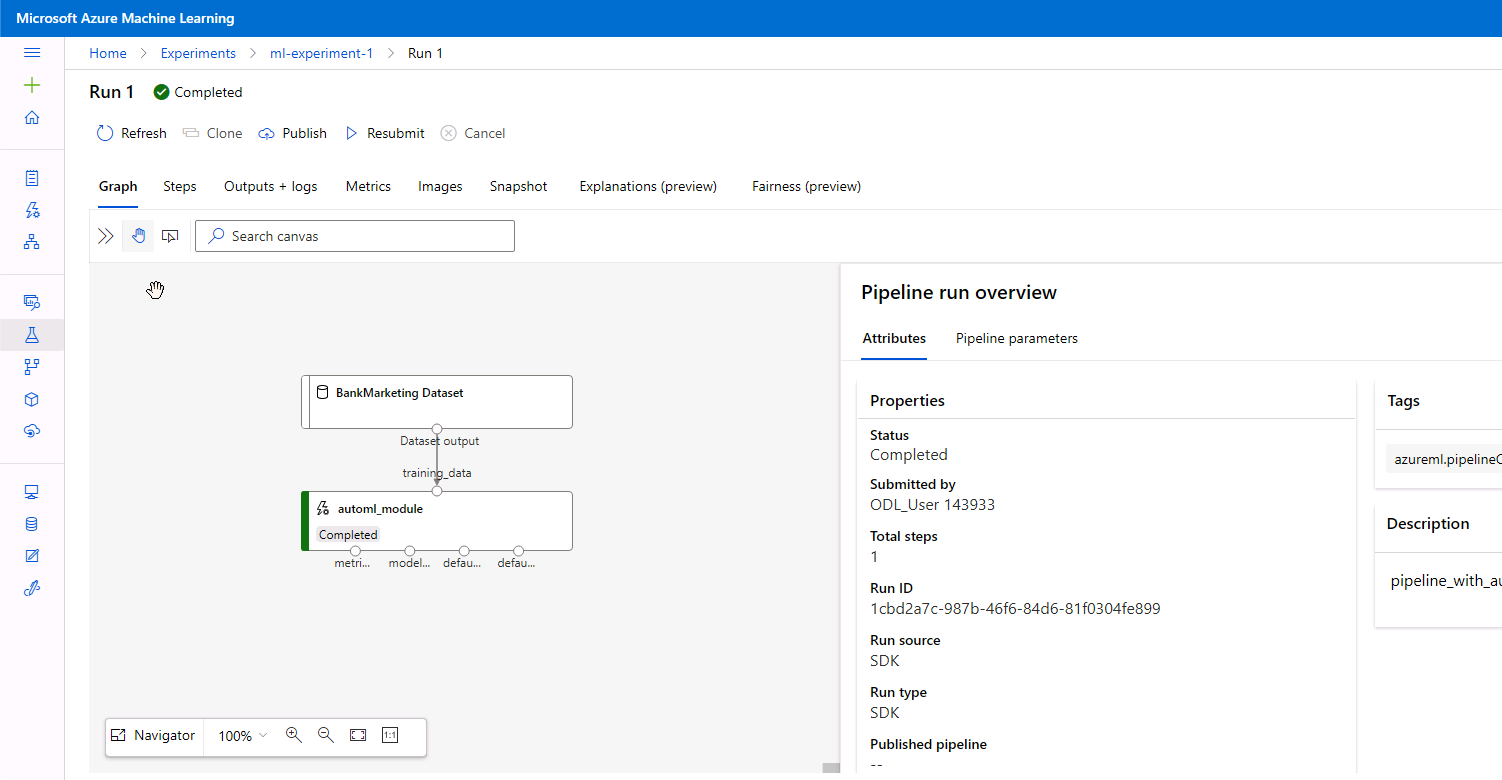 Microsoft Azure Machine Learning
Home > Experiments > ml-experiment-1 > Run 1
Run 1 Completed
Refresh Clone Publish Resubmit Cancel
Graph Steps Outputs + logs Metrics Images Snapshot Explanations (preview) Fairness (preview)
Search canvas
BankMarketing Dataset
Dataset output
training_data
automl_module
Completed
metri... model... defau... defau...
Navigator 100% 1:1
Pipeline run overview
Attributes Pipeline parameters
Properties
Status
Completed
Submitted by
ODL_User 143933
Total steps
1
Run ID
1cbd2a7c-987b-46f6-84d6-81f0304fe899
Run source
SDK
Run type
SDK
Published pipeline
--
Tags
azureml.pipelineC
Description
pipeline_with_au